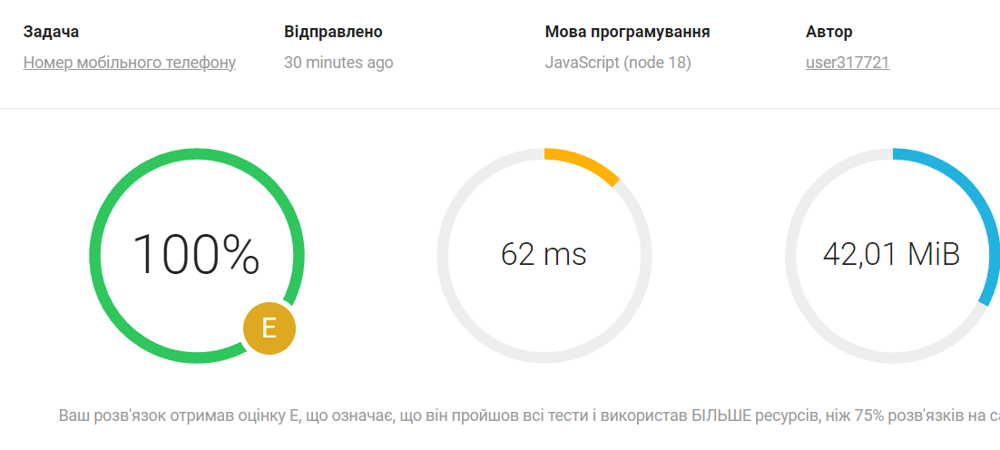 Задача Відправлено Мова програмування Автор
Номер мобільного телефону 30 minutes ago JavaScript (node 18) user317721
100% 62 ms 42,01 MiB
E
Ваш розв'язок отримав оцінку E, що означає, що він пройшов всі тести і використав БІЛЬШЕ ресурсів, ніж 75% розв'язків на